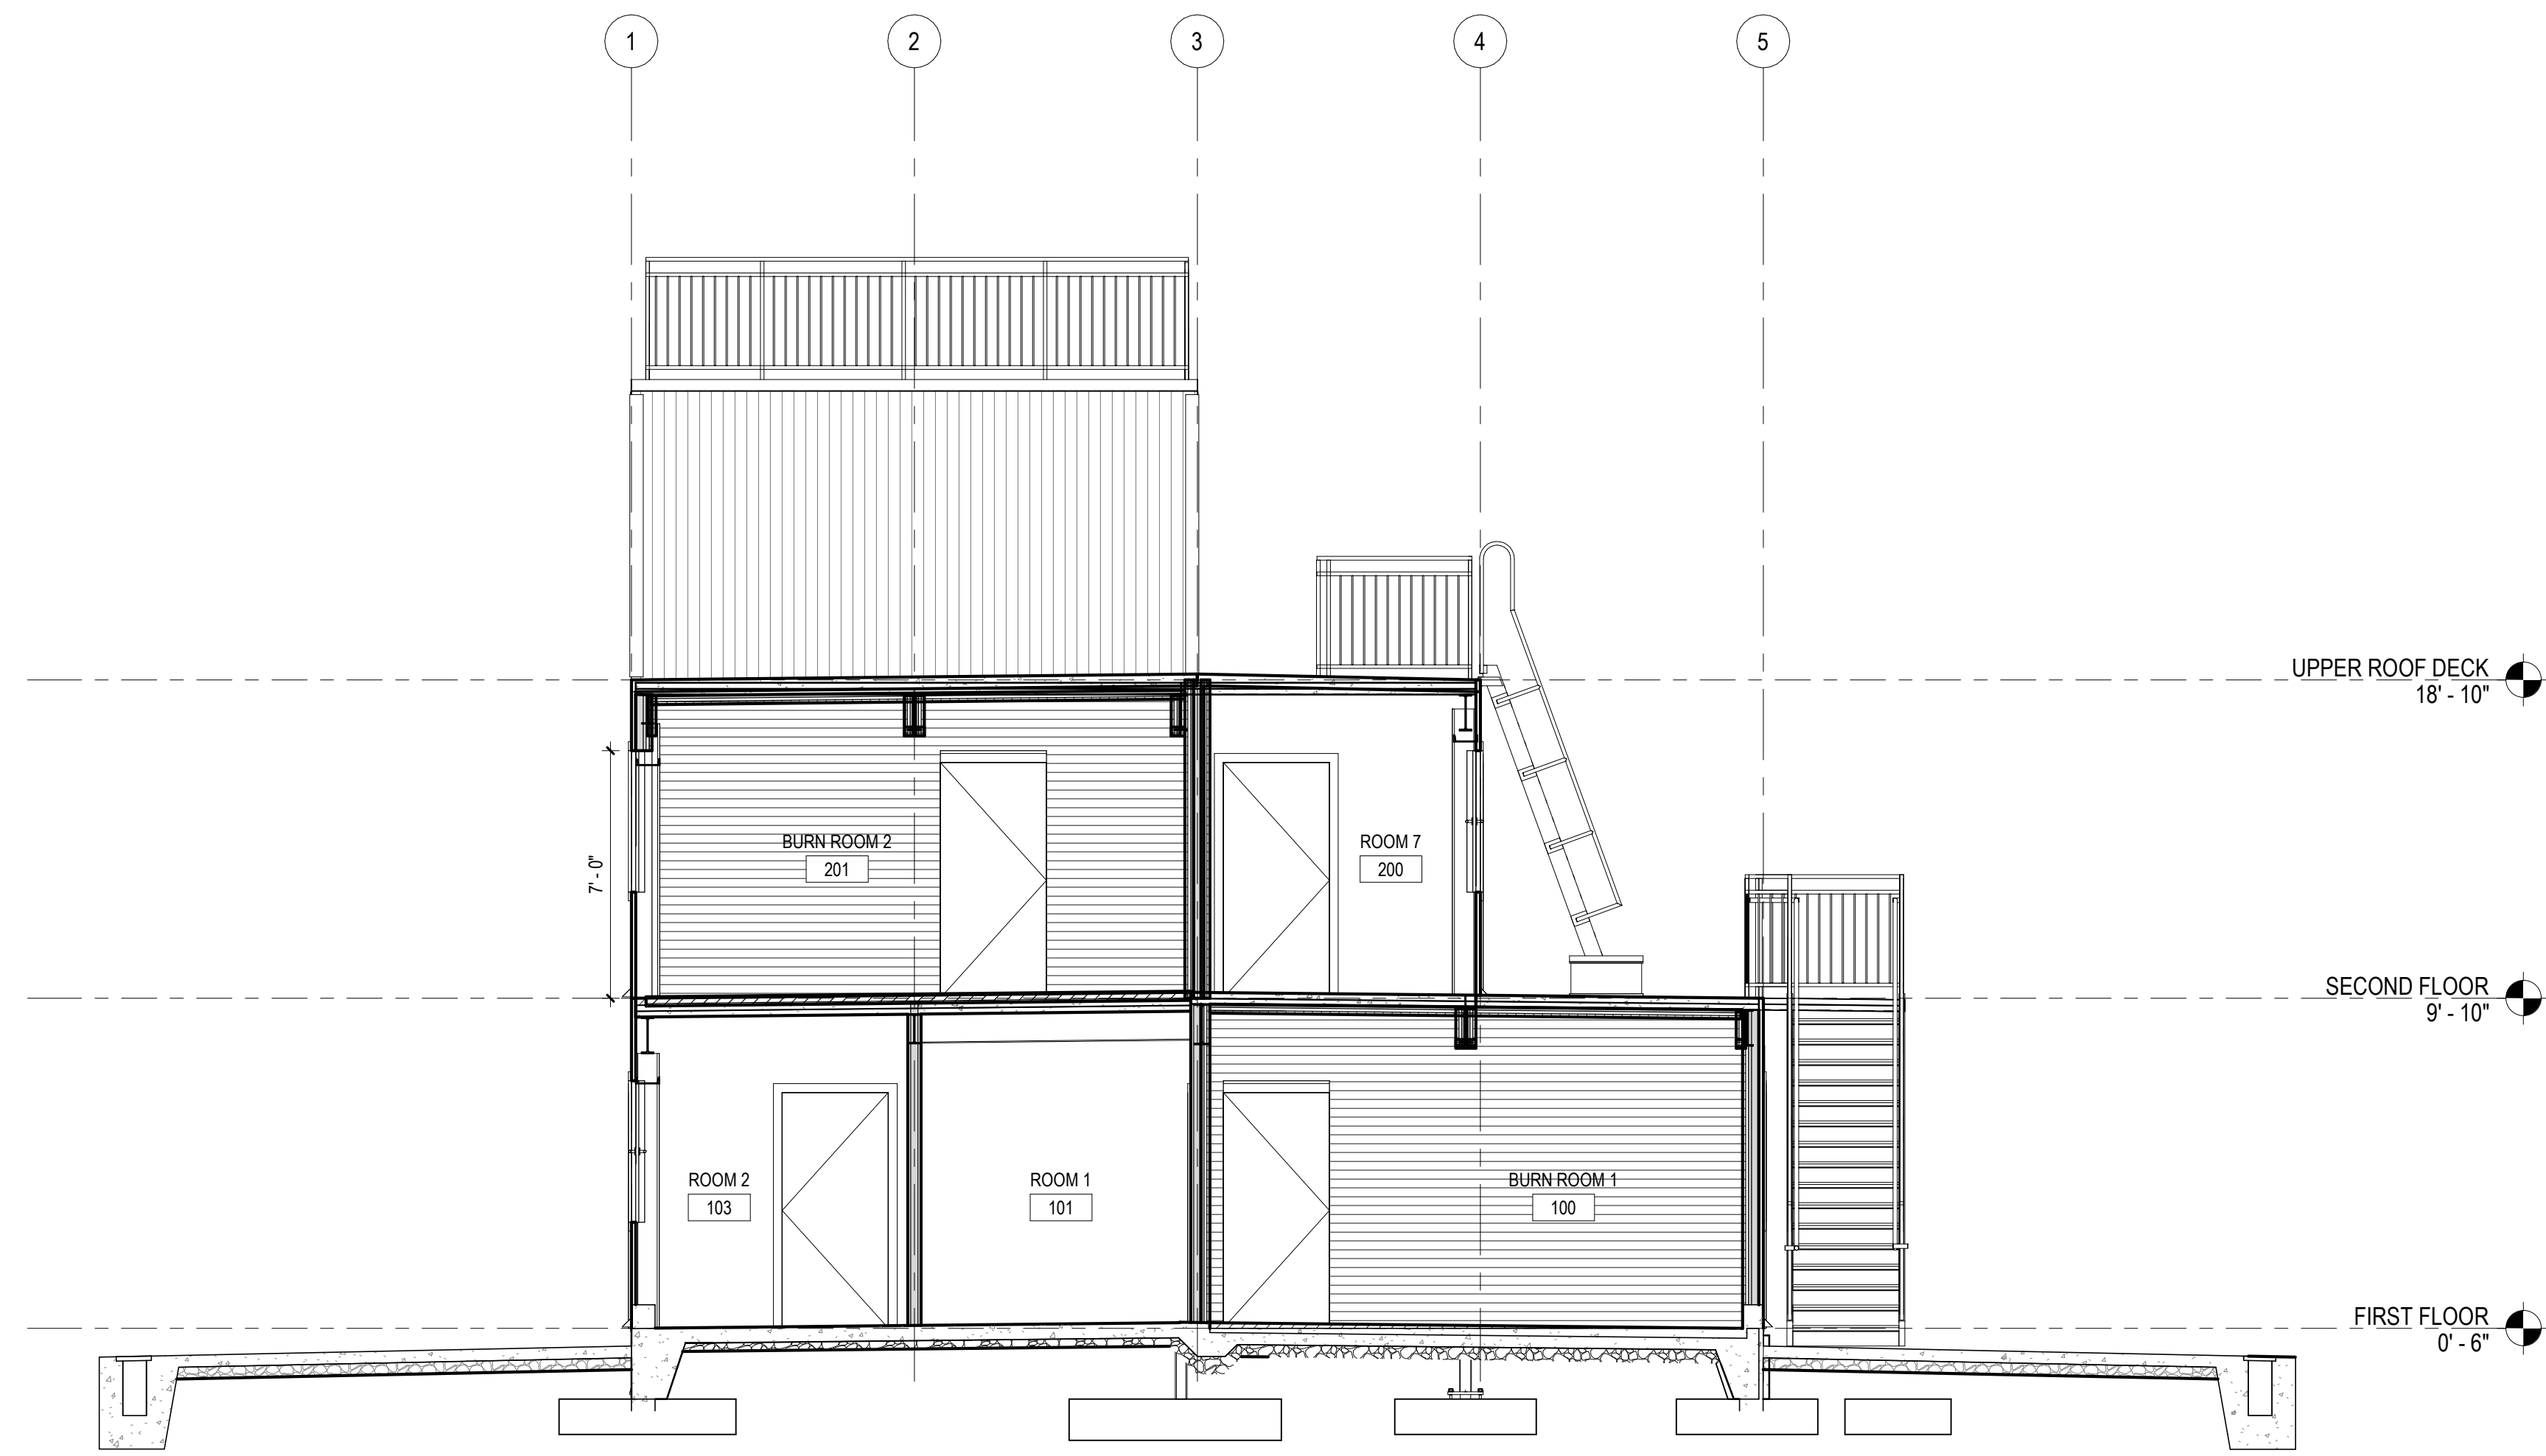 1
2
3
4
5
UPPER ROOF DECK
18' - 10"
BURN ROOM 2
201
ROOM 7
200
7' - 0"
SECOND FLOOR
9' - 10"
ROOM 2
103
ROOM 1
101
BURN ROOM 1
100
FIRST FLOOR
0' - 6"